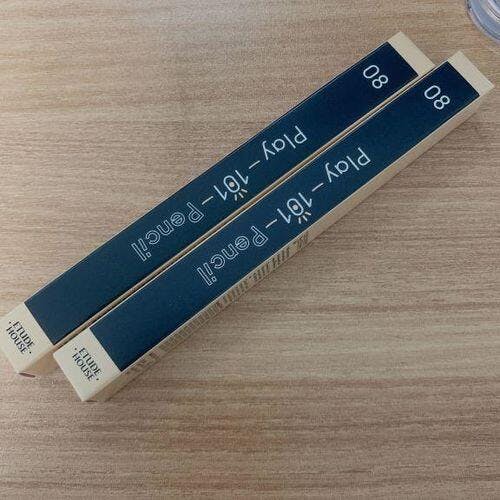 08
Play – 101 – Pencil
ETUDE
HOUSE
08
Play – 101 – Pencil
ETUDE
HOUSE